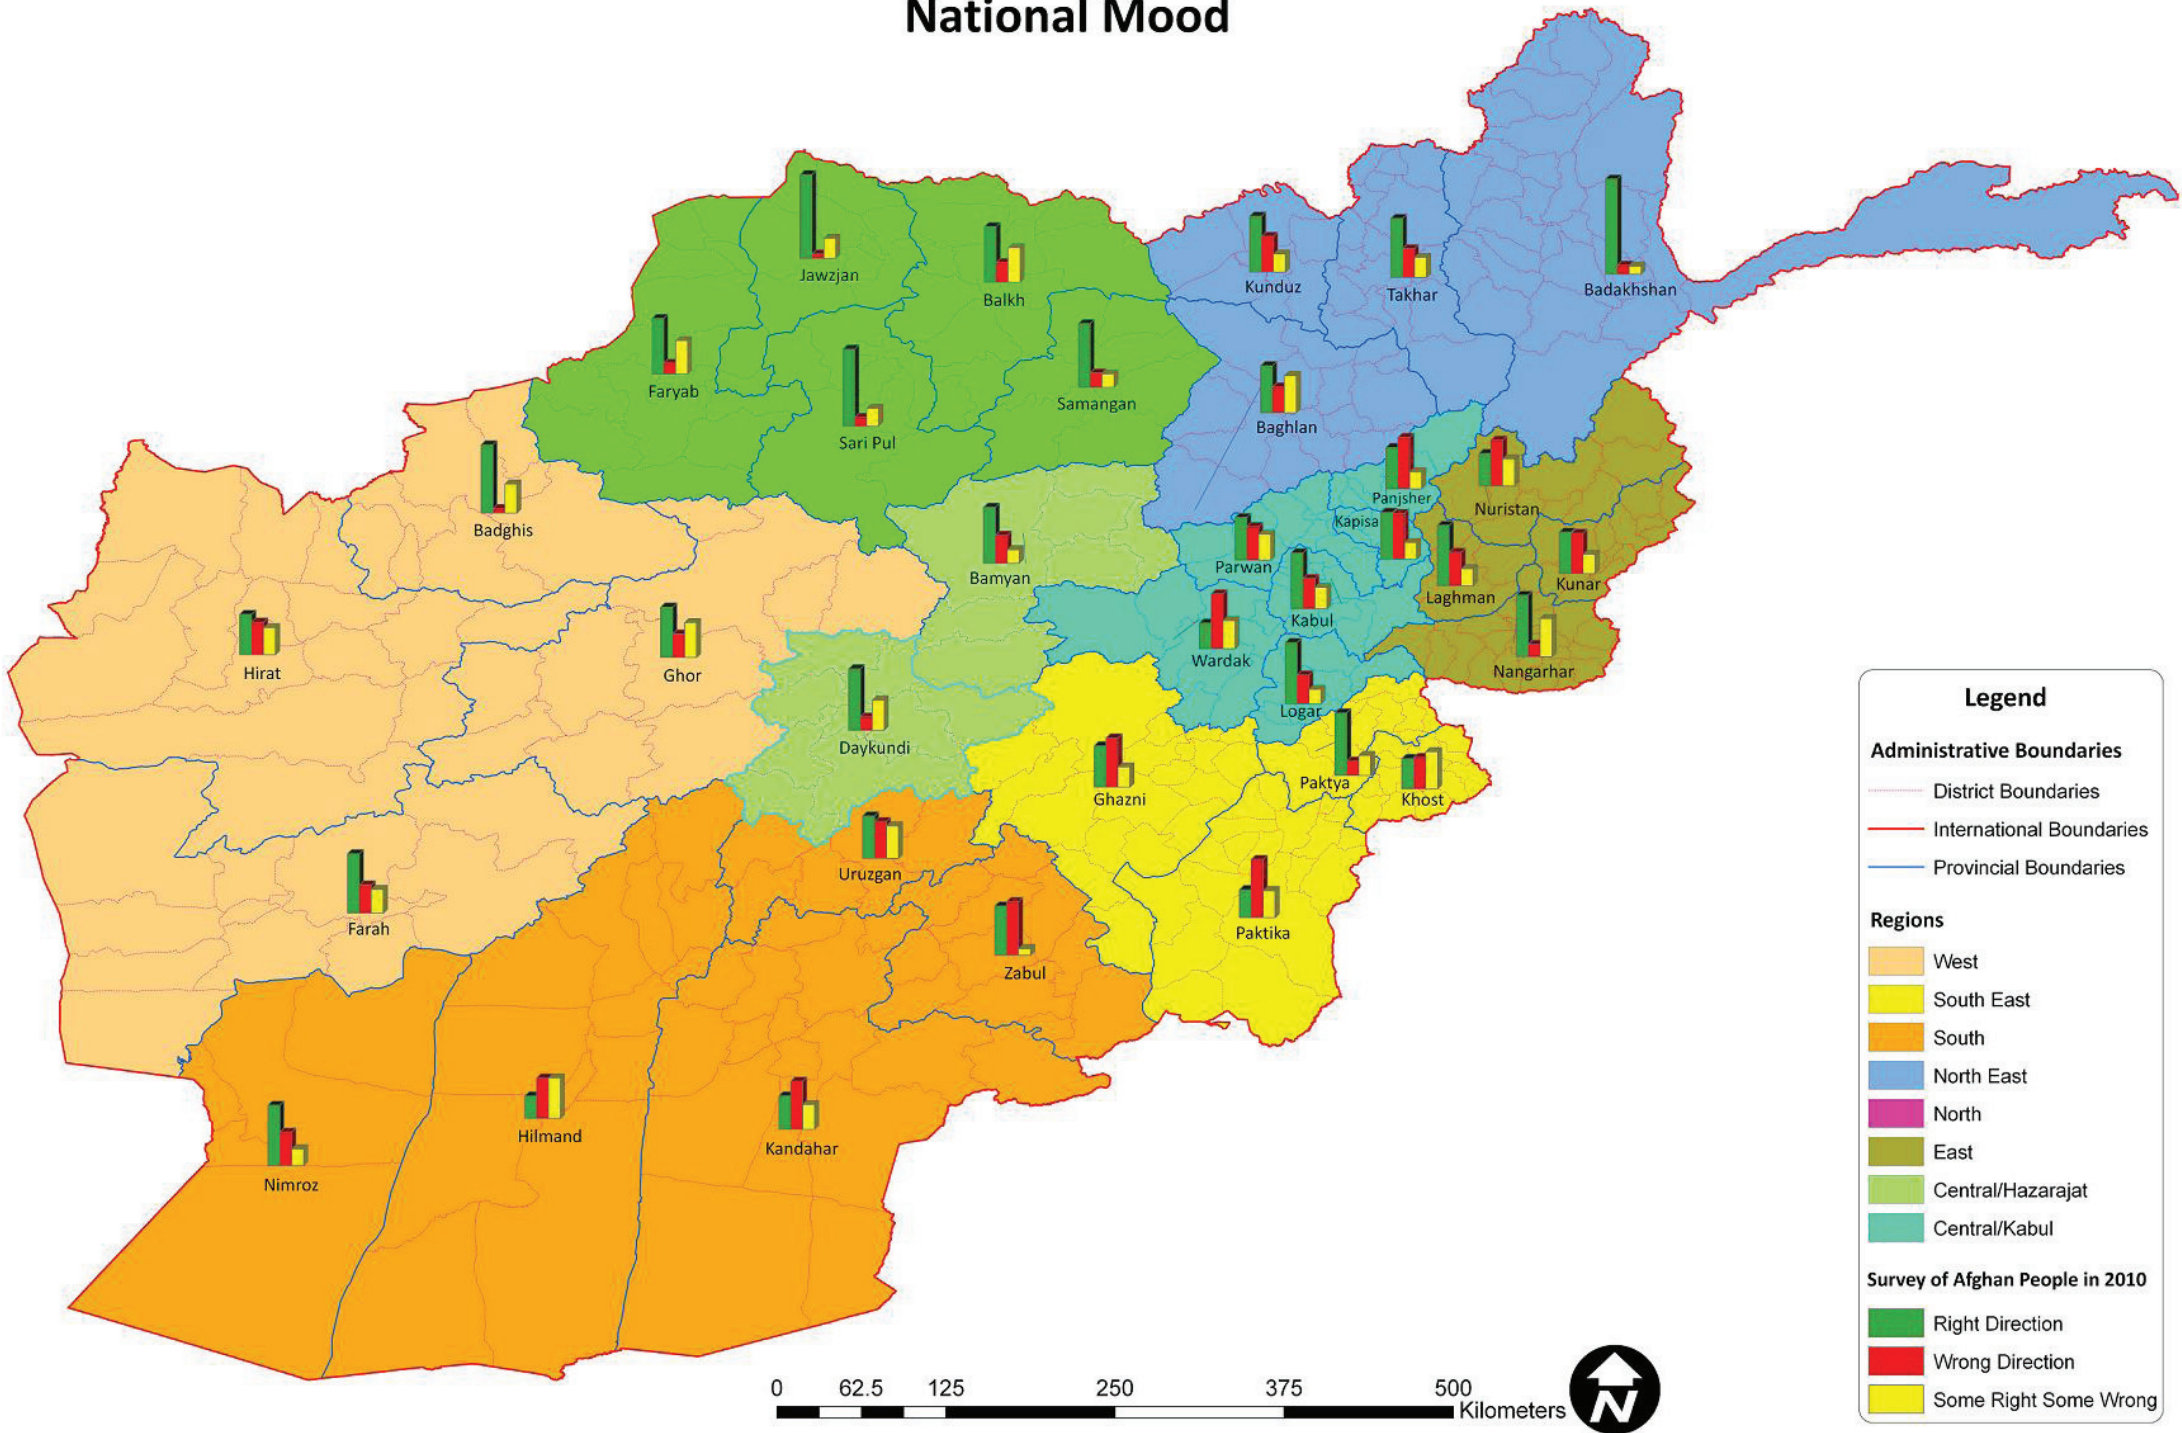 National Mood
Jawzjan
Balkh
Kunduz
Takhar
Badakhshan
Faryab
Samangan
Sari Pul
Baghlan
Panjsher
Nuristan
Badghis
Kapisa
Bamyan
Parwan
Kabul
Laghman
Kunar
Hirat
Ghor
Wardak
Nangarhar
Logar
Daykundi
Paktya
Ghazni
Khost
Uruzgan
Farah
Paktika
Zabul
Hilmand
Kandahar
Nimroz
Legend
Administrative Boundaries
District Boundaries
International Boundaries
Provincial Boundaries
Regions
West
South East
South
North East
North
East
Central/Hazarajat
Central/Kabul
Survey of Afghan People in 2010
Right Direction
Wrong Direction
Some Right Some Wrong
0 62.5 125 250 375 500
Kilometers
N